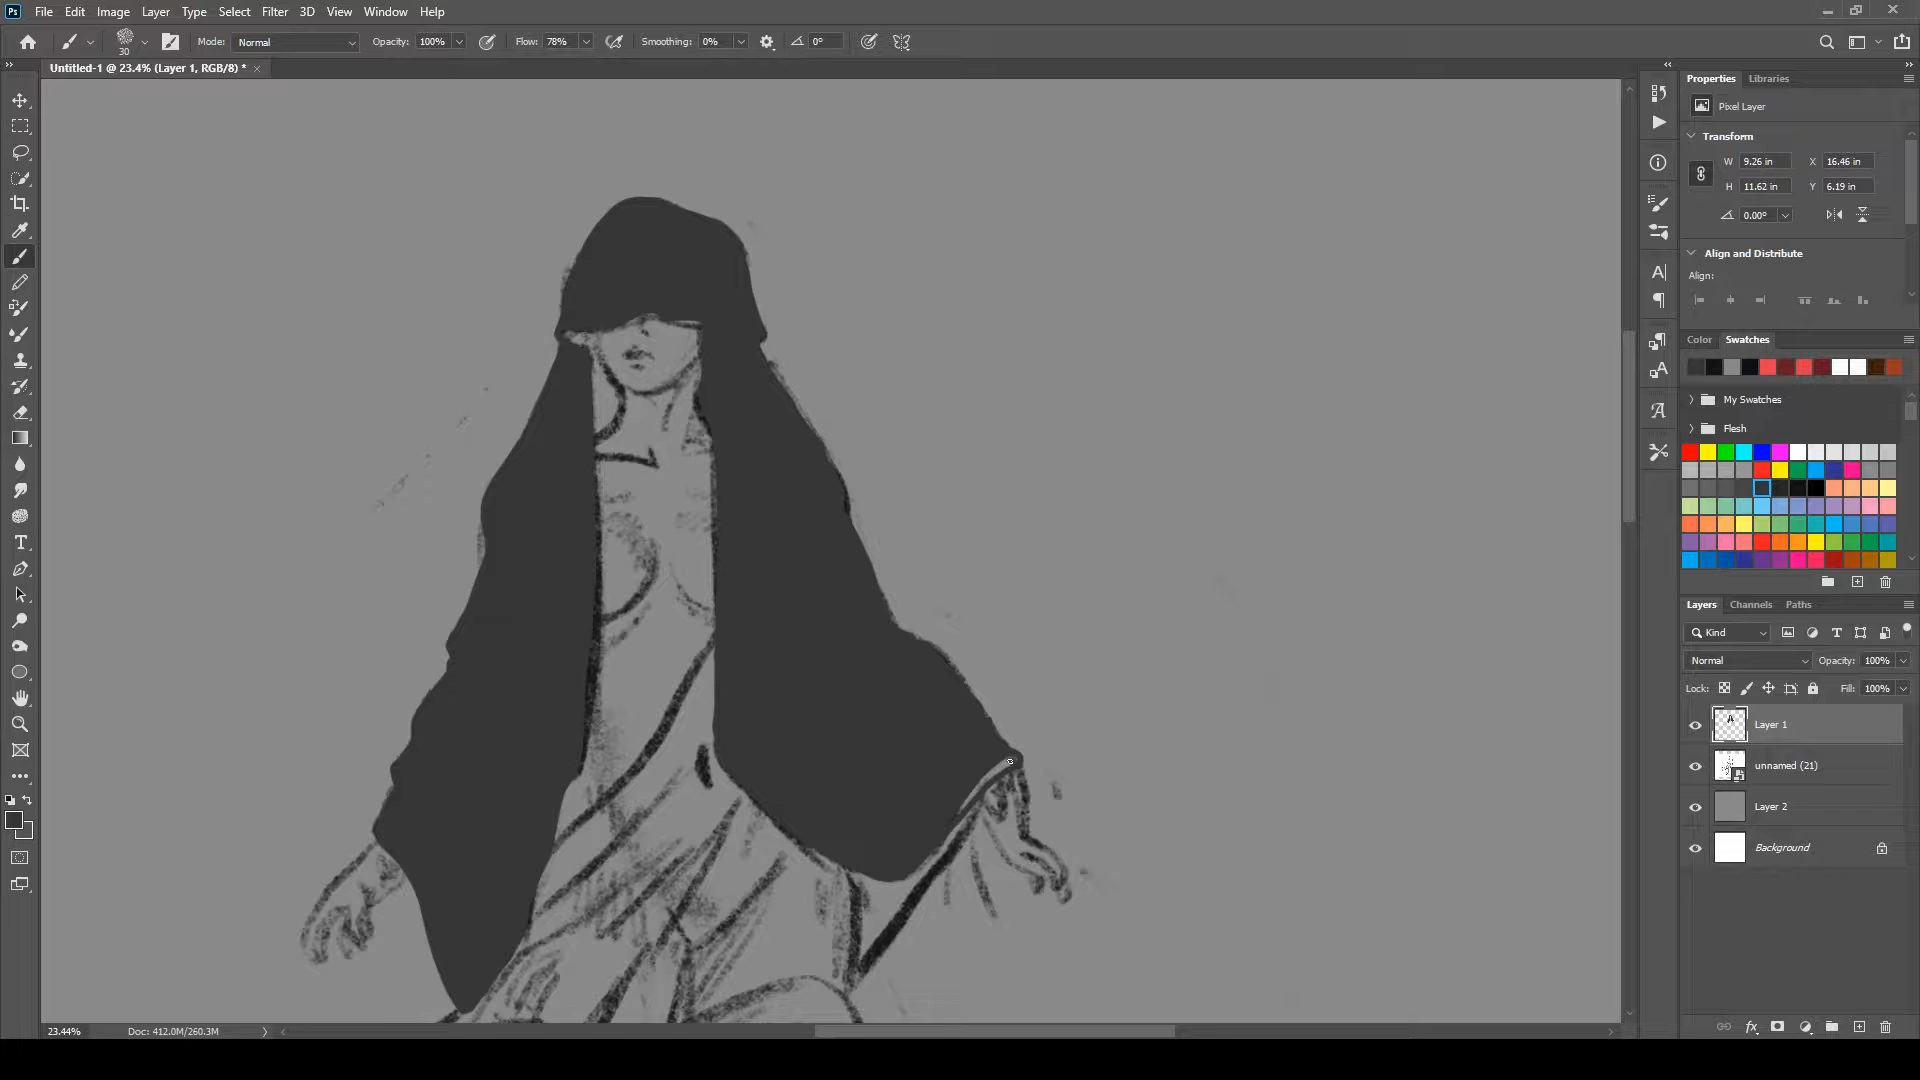 Ps File Edit Image Layer Type Select Filter 3D View Window Help
30 Mode: Normal Opacity: 100% Flow: 78% Smoothing: 0% 0°
Untitled-1 @ 23.4% (Layer 1, RGB/8) *
Properties Libraries
Pixel Layer
Transform
W 9.26 in X 16.46 in
H 11.62 in Y 6.19 in
0.00°
Align and Distribute
Align:
Color Swatches
My Swatches
Flesh
Layers Channels Paths
Kind
Normal Opacity: 100%
Lock: Fill: 100%
Layer 1
unnamed (21)
Layer 2
Background
23.44% Doc: 412.0M/260.3M